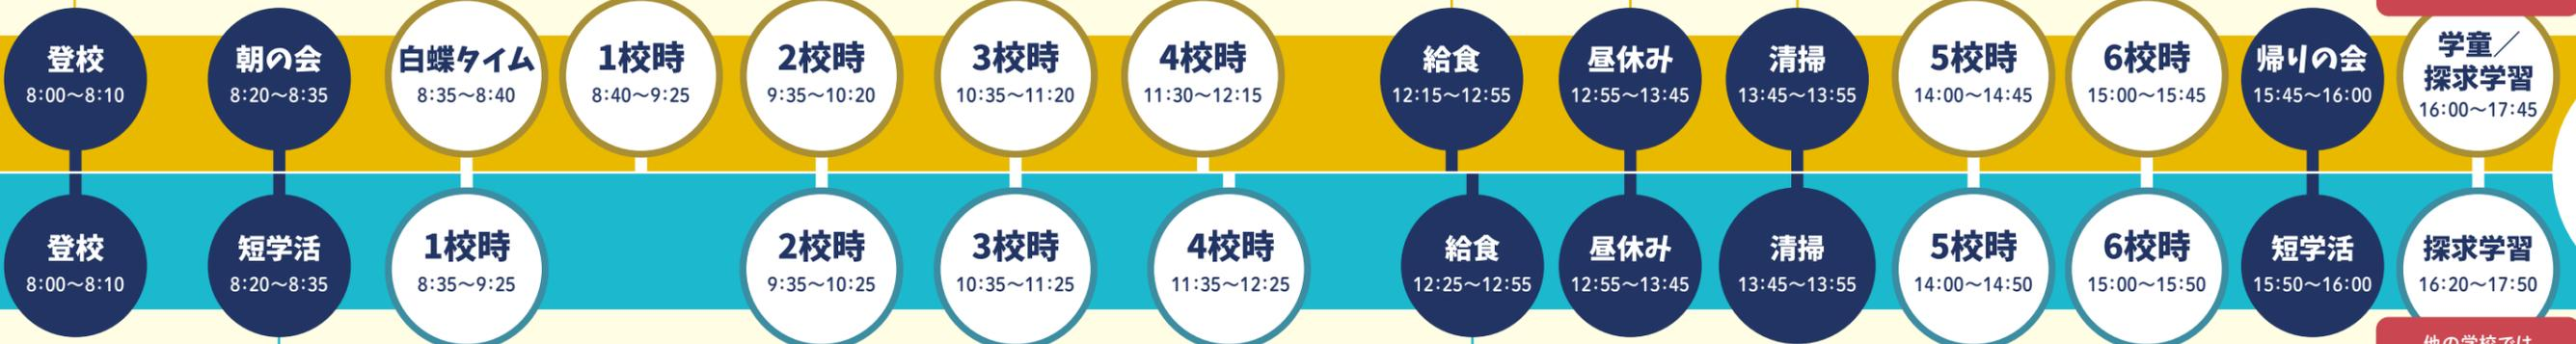 登校
8:00〜8:10
朝の会
8:20〜8:35
白蝶タイム
8:35〜8:40
1校時
8:40〜9:25
2校時
9:35〜10:20
3校時
10:35〜11:20
4校時
11:30〜12:15
給食
12:15〜12:55
昼休み
12:55〜13:45
清掃
13:45〜13:55
5校時
14:00〜14:45
6校時
15:00〜15:45
帰りの会
15:45〜16:00
学童／
探求学習
16:00〜17:45
登校
8:00〜8:10
短学活
8:20〜8:35
1校時
8:35〜9:25
2校時
9:35〜10:25
3校時
10:35〜11:25
4校時
11:35〜12:25
給食
12:25〜12:55
昼休み
12:55〜13:45
清掃
13:45〜13:55
5校時
14:00〜14:50
6校時
15:00〜15:50
短学活
15:50〜16:00
探求学習
16:20〜17:50
他の学校では